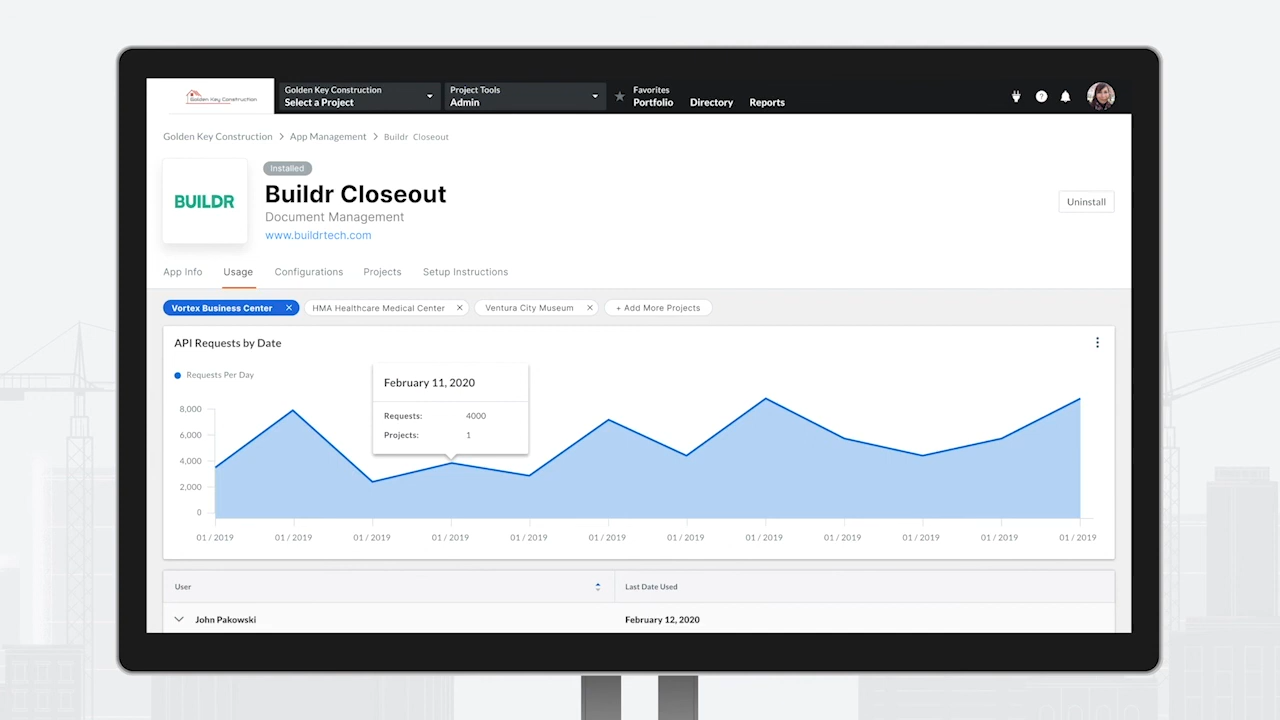 Golden Key Construction
Golden Key Construction
Select a Project
Project Tools
Admin
Favorites
Portfolio Directory Reports
?
Golden Key Construction > App Management > Buildr Closeout
BUILDR
Installed
Buildr Closeout
Document Management
www.buildrtech.com
Uninstall
App Info Usage Configurations Projects Setup Instructions
Vortex Business Center × HMA Healthcare Medical Center × Ventura City Museum × + Add More Projects
API Requests by Date
Requests Per Day
February 11, 2020
Requests: 4000
Projects: 1
8,000
6,000
4,000
2,000
0
01 / 2019 01 / 2019 01 / 2019 01 / 2019 01 / 2019 01 / 2019 01 / 2019 01 / 2019 01 / 2019 01 / 2019 01 / 2019 01 / 2019
User Last Date Used
John Pakowski February 12, 2020